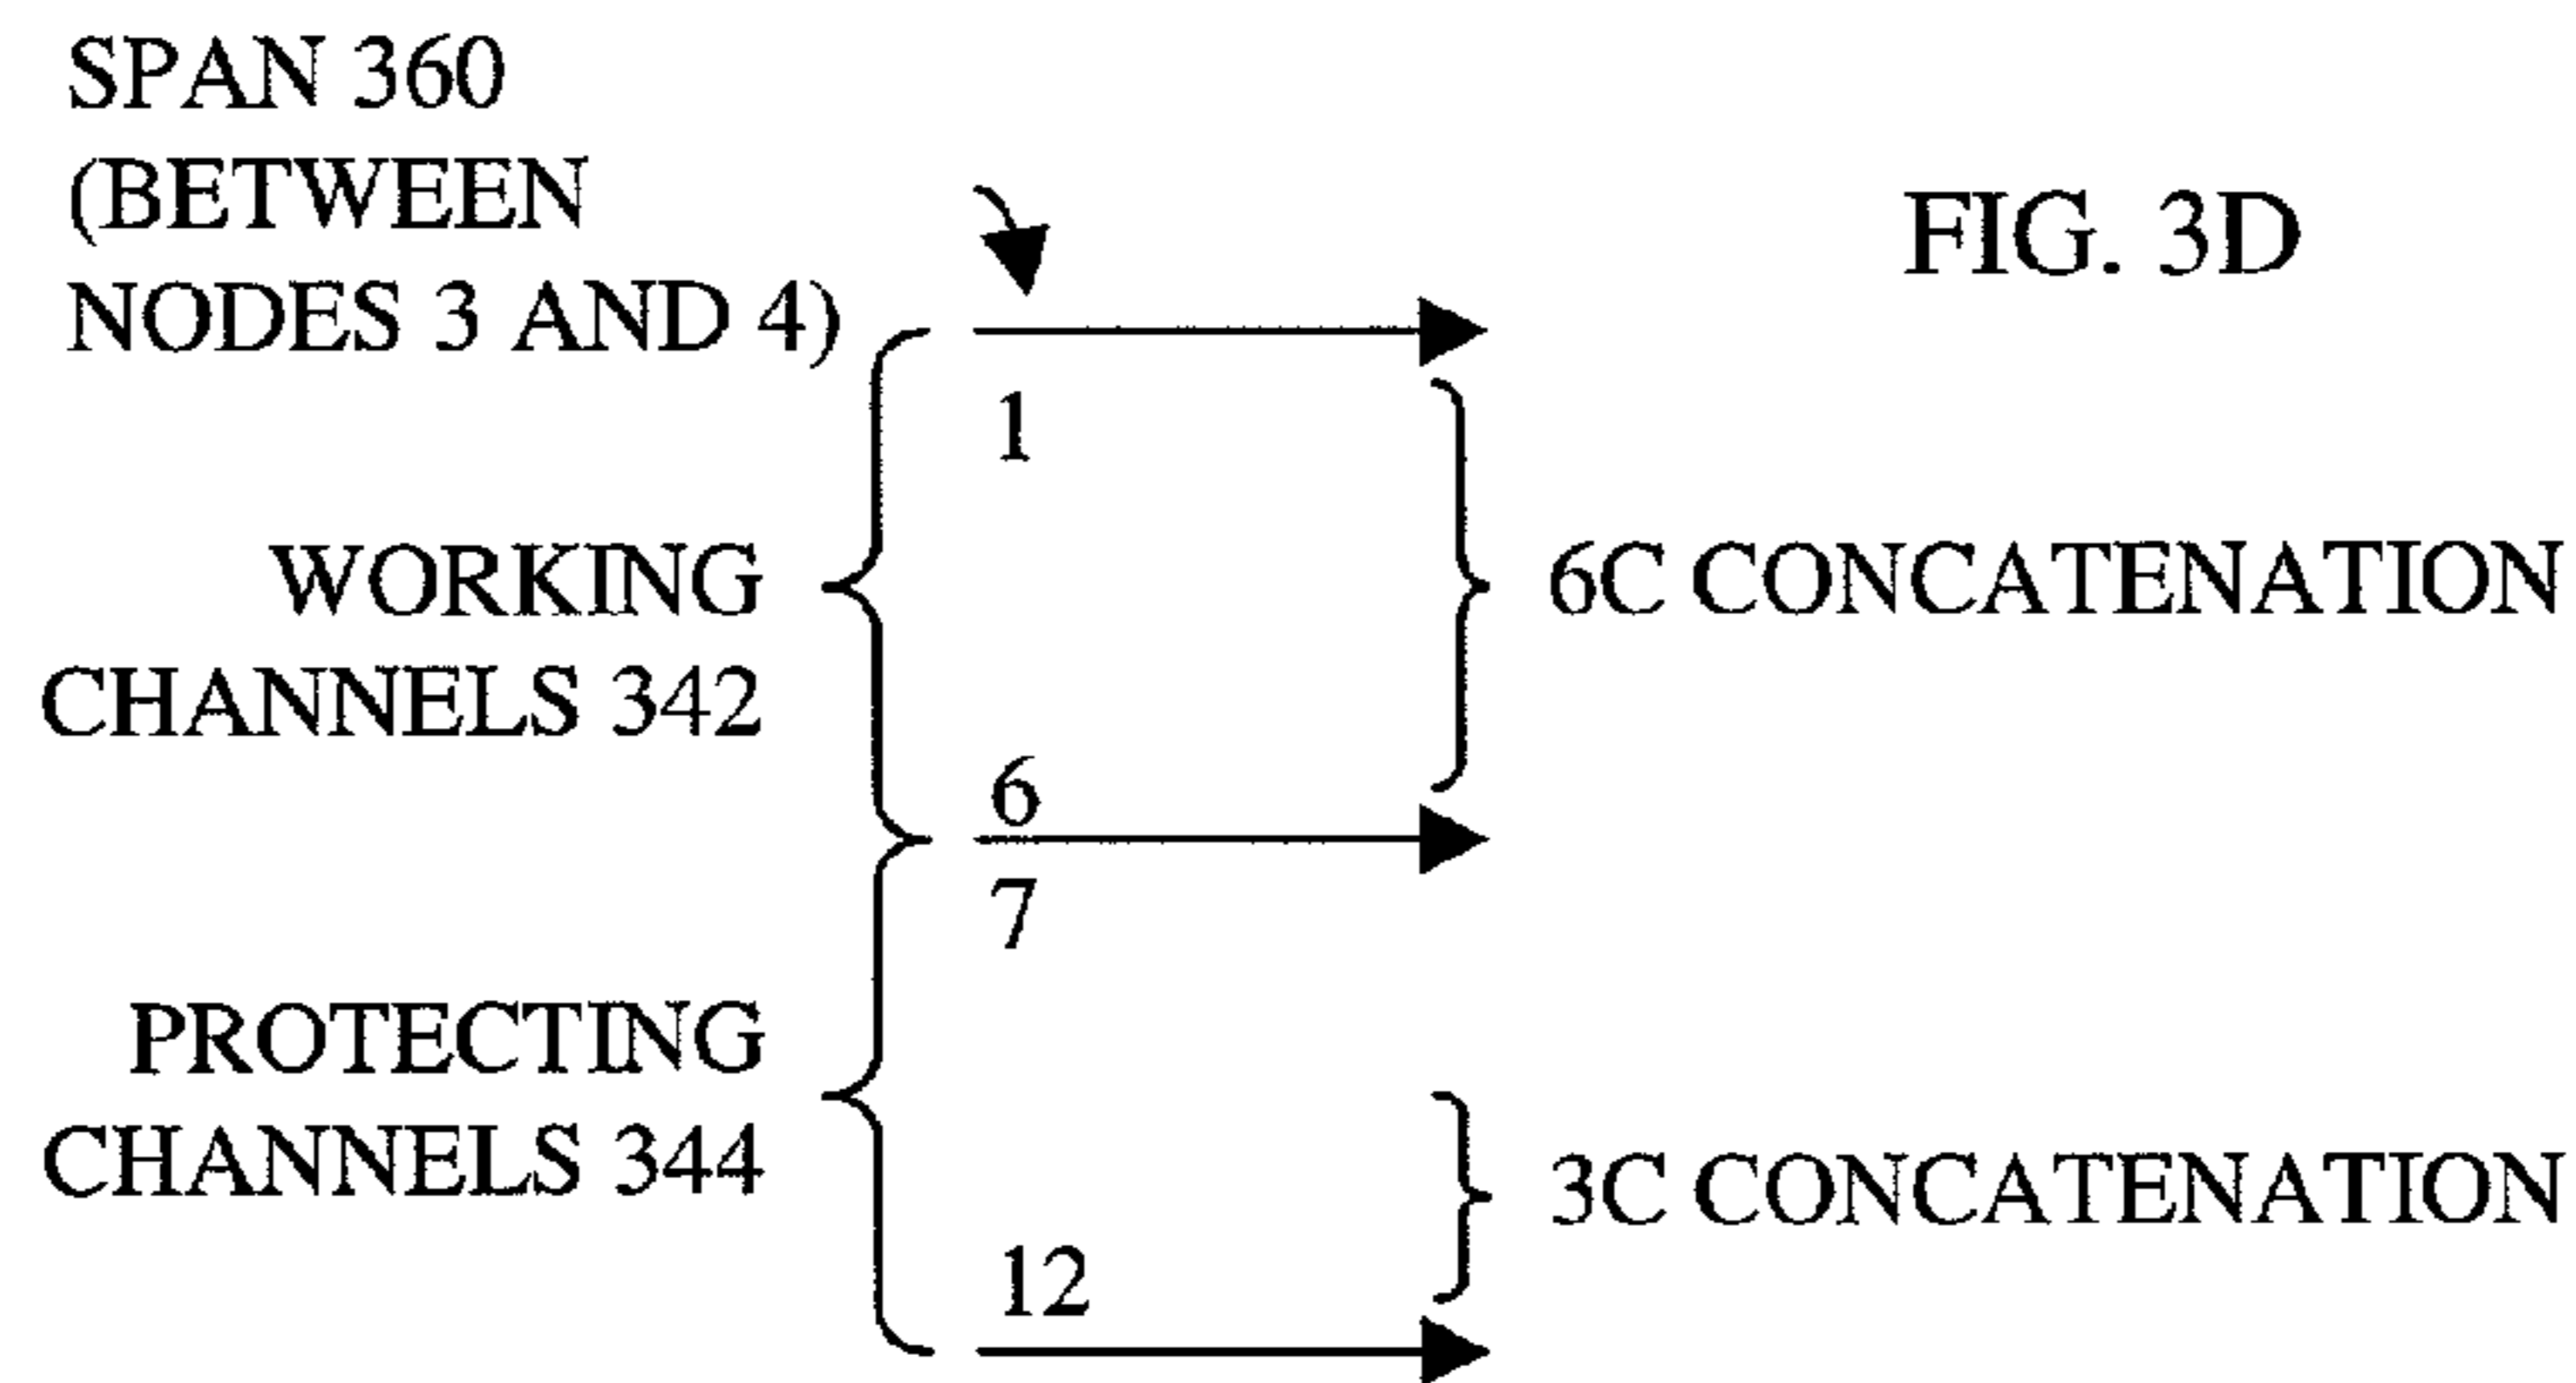 SPAN 360
(BETWEEN
NODES 3 AND 4)
FIG. 3D
1
WORKING
CHANNELS 342
6C CONCATENATION
6
7
PROTECTING
CHANNELS 344
3C CONCATENATION
12